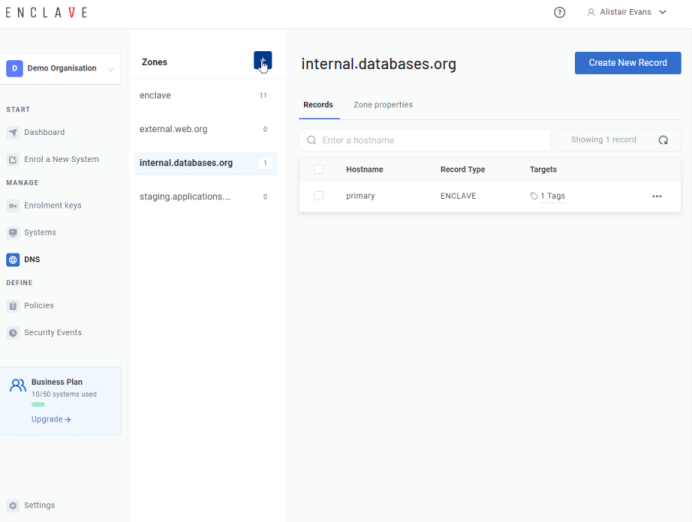 ENCLAVE
Alistair Evans
D Demo Organisation
START
Dashboard
Enrol a New System
MANAGE
Enrolment keys
Systems
DNS
DEFINE
Policies
Security Events
Business Plan
10/50 systems used
Upgrade →
Settings
Zones
enclave 11
external.web.org 0
internal.databases.org 1
staging.applications.... 0
internal.databases.org
Create New Record
Records Zone properties
Enter a hostname
Showing 1 record
Hostname Record Type Targets
primary ENCLAVE 1 Tags